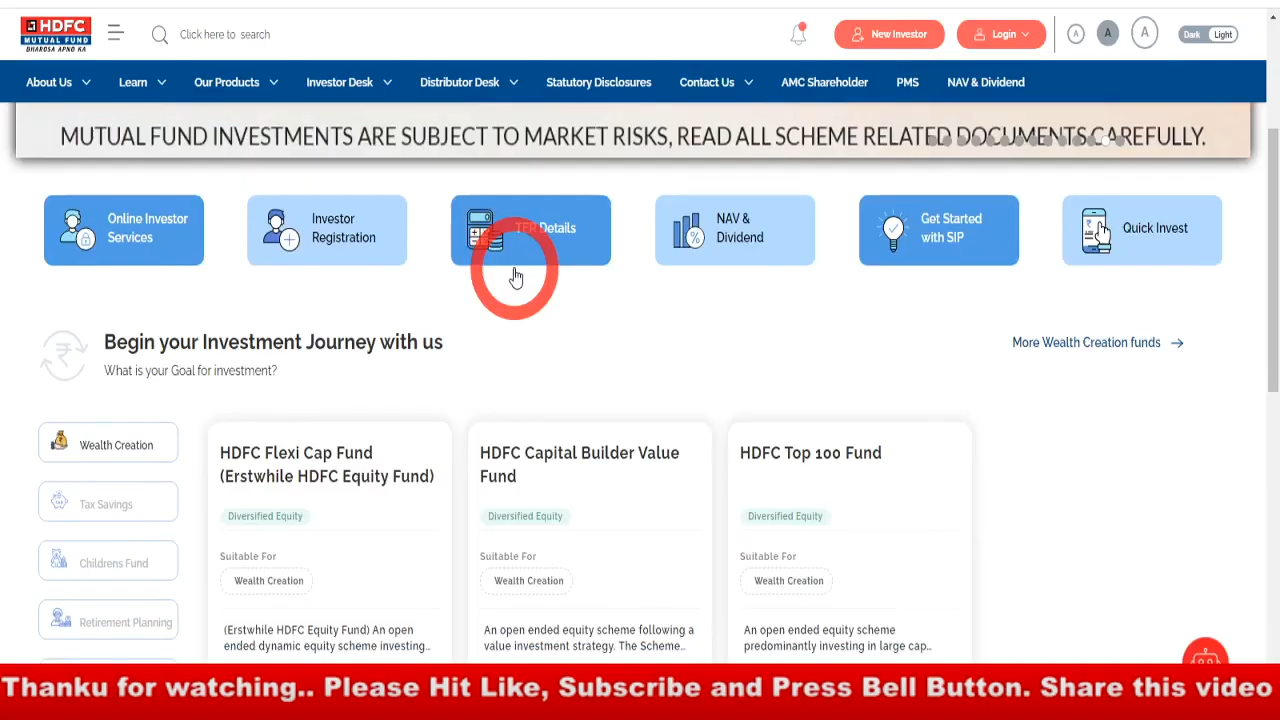 HDFC
MUTUAL FUND
BHAROSA APNO KA
Click here to search
New Investor
Login
A
A
A
Dark
Light
About Us
Learn
Our Products
Investor Desk
Distributor Desk
Statutory Disclosures
Contact Us
AMC Shareholder
PMS
NAV & Dividend
MUTUAL FUND INVESTMENTS ARE SUBJECT TO MARKET RISKS, READ ALL SCHEME RELATED DOCUMENTS CAREFULLY.
Online Investor
Services
Investor
Registration
TER Details
NAV &
Dividend
Get Started
with SIP
Quick Invest
Begin your Investment Journey with us
What is your Goal for investment?
More Wealth Creation funds
Wealth Creation
Tax Savings
Childrens Fund
Retirement Planning
HDFC Flexi Cap Fund
(Erstwhile HDFC Equity Fund)
Diversified Equity
Suitable For
Wealth Creation
(Erstwhile HDFC Equity Fund) An open
ended dynamic equity scheme investing...
HDFC Capital Builder Value
Fund
Diversified Equity
Suitable For
Wealth Creation
An open ended equity scheme following a
value investment strategy. The Scheme...
HDFC Top 100 Fund
Diversified Equity
Suitable For
Wealth Creation
An open ended equity scheme
predominantly investing in large cap...
Thanku for watching.. Please Hit Like, Subscribe and Press Bell Button. Share this video